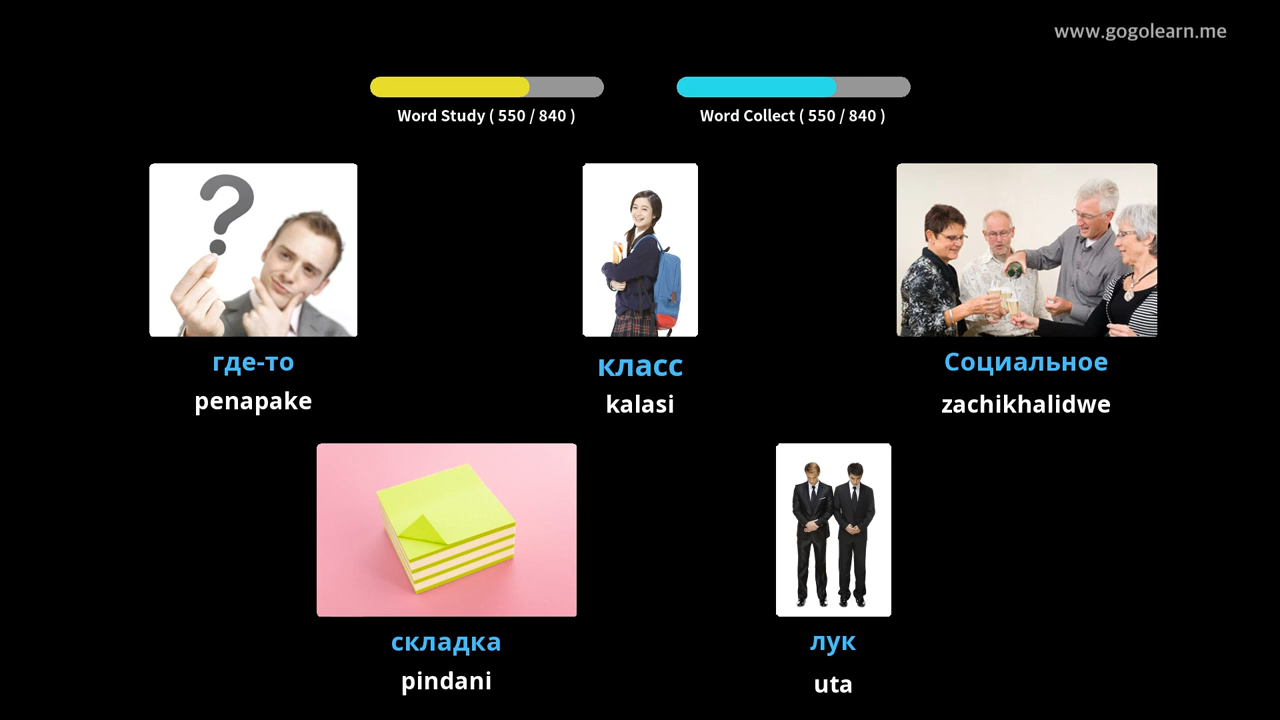 www.gogolearn.me
Word Study ( 550 / 840 )
Word Collect ( 550 / 840 )
где-то
класс
Социальное
penapake
kalasi
zachikhalidwe
складка
лук
pindani
uta